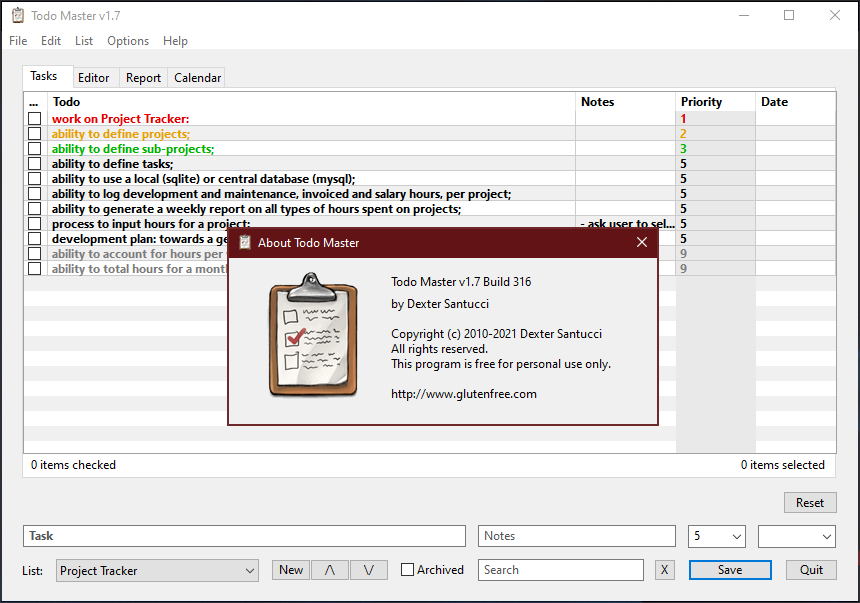 Todo Master v1.7
File Edit List Options Help
Tasks Editor Report Calendar
... Todo Notes Priority Date
work on Project Tracker: 1
ability to define projects; 2
ability to define sub-projects; 3
ability to define tasks; 5
ability to use a local (sqlite) or central database (mysql); 5
ability to log development and maintenance, invoiced and salary hours, per project; 5
ability to generate a weekly report on all types of hours spent on projects; 5
process to input hours for a project: - ask user to sel... 5
development plan: towards a 5
ability to account for hours per 9
ability to total hours for a 9
About Todo Master
Todo Master v1.7 Build 316
by Dexter Santucci
Copyright (c) 2010-2021 Dexter Santucci
All rights reserved.
This program is free for personal use only.
http://www.glutenfree.com
0 items checked 0 items selected
Reset
Task Notes 5
List: Project Tracker New /\ \/ Archived Search X Save Quit